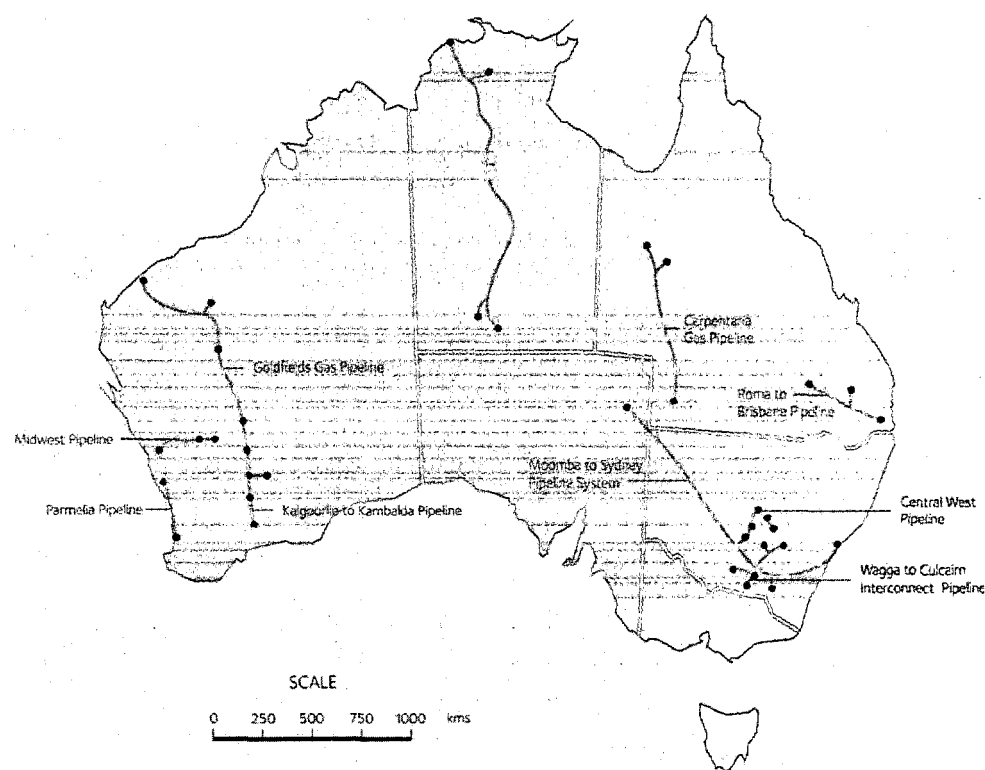 Carpentaria
Gas Pipeline
Goldfields Gas Pipeline
Roma to
Brisbane Pipeline
Midwest Pipeline
Moomba to Sydney
Pipeline System
Central West
Pipeline
Parmelia Pipeline
Kalgoorlie to Kambalda Pipeline
Wagga to Culcairn
Interconnect Pipeline
SCALE
0 250 500 750 1000 kms